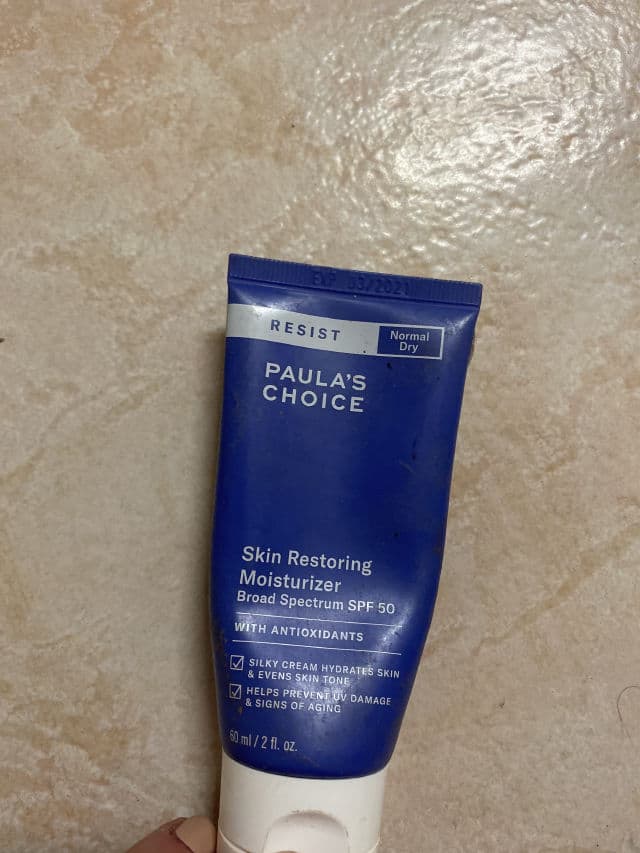 EXP 03/2021
RESIST
Normal
Dry
PAULA'S
CHOICE
Skin Restoring
Moisturizer
Broad Spectrum SPF 50
WITH ANTIOXIDANTS
SILKY CREAM HYDRATES SKIN
& EVENS SKIN TONE
HELPS PREVENT UV DAMAGE
& SIGNS OF AGING
60 ml / 2 fl. oz.